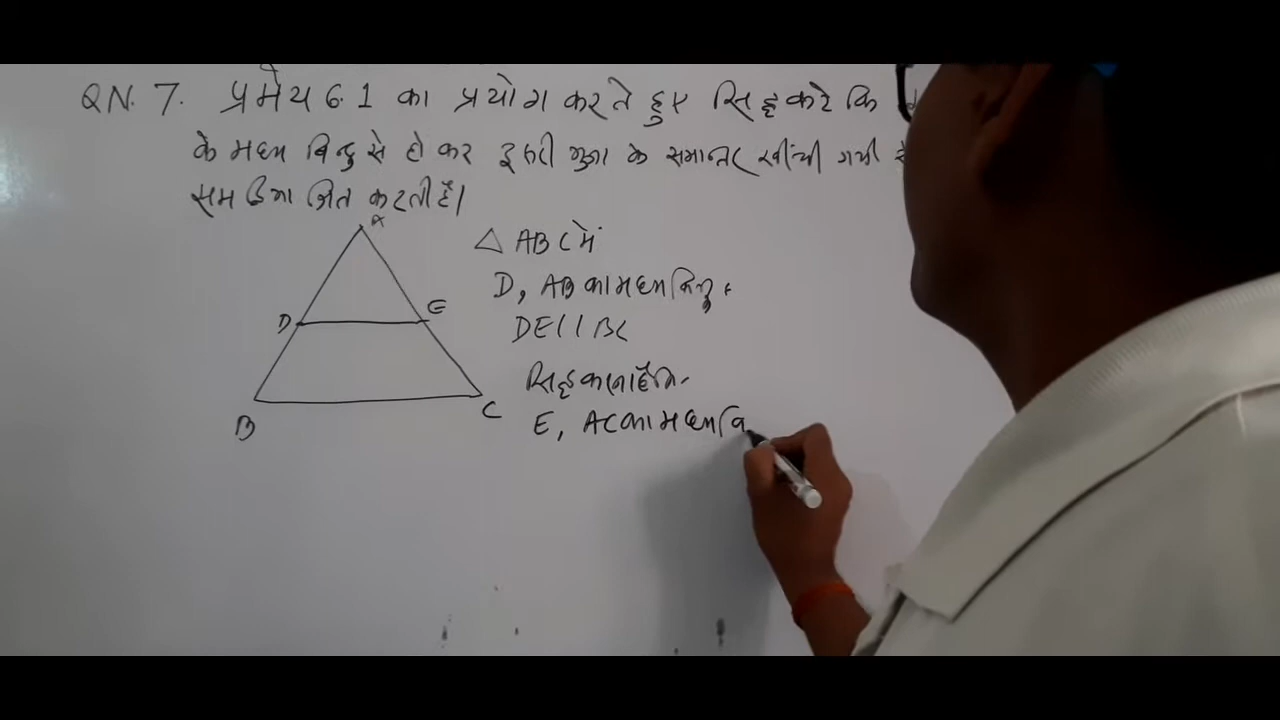 QN. 7. प्रमेय 6.1 का प्रयोग करते हुए सिद्ध करे कि
के मध्य बिन्दु से हो कर दूसरी भुजा के समान्तर खींची गयी
समद्विभाजित करती है।
A
△ ABC में
D, AB का मध्य बिन्दु
E
D
DE || BC
सिद्ध करना है कि-
B
C
E, AC का मध्य बि